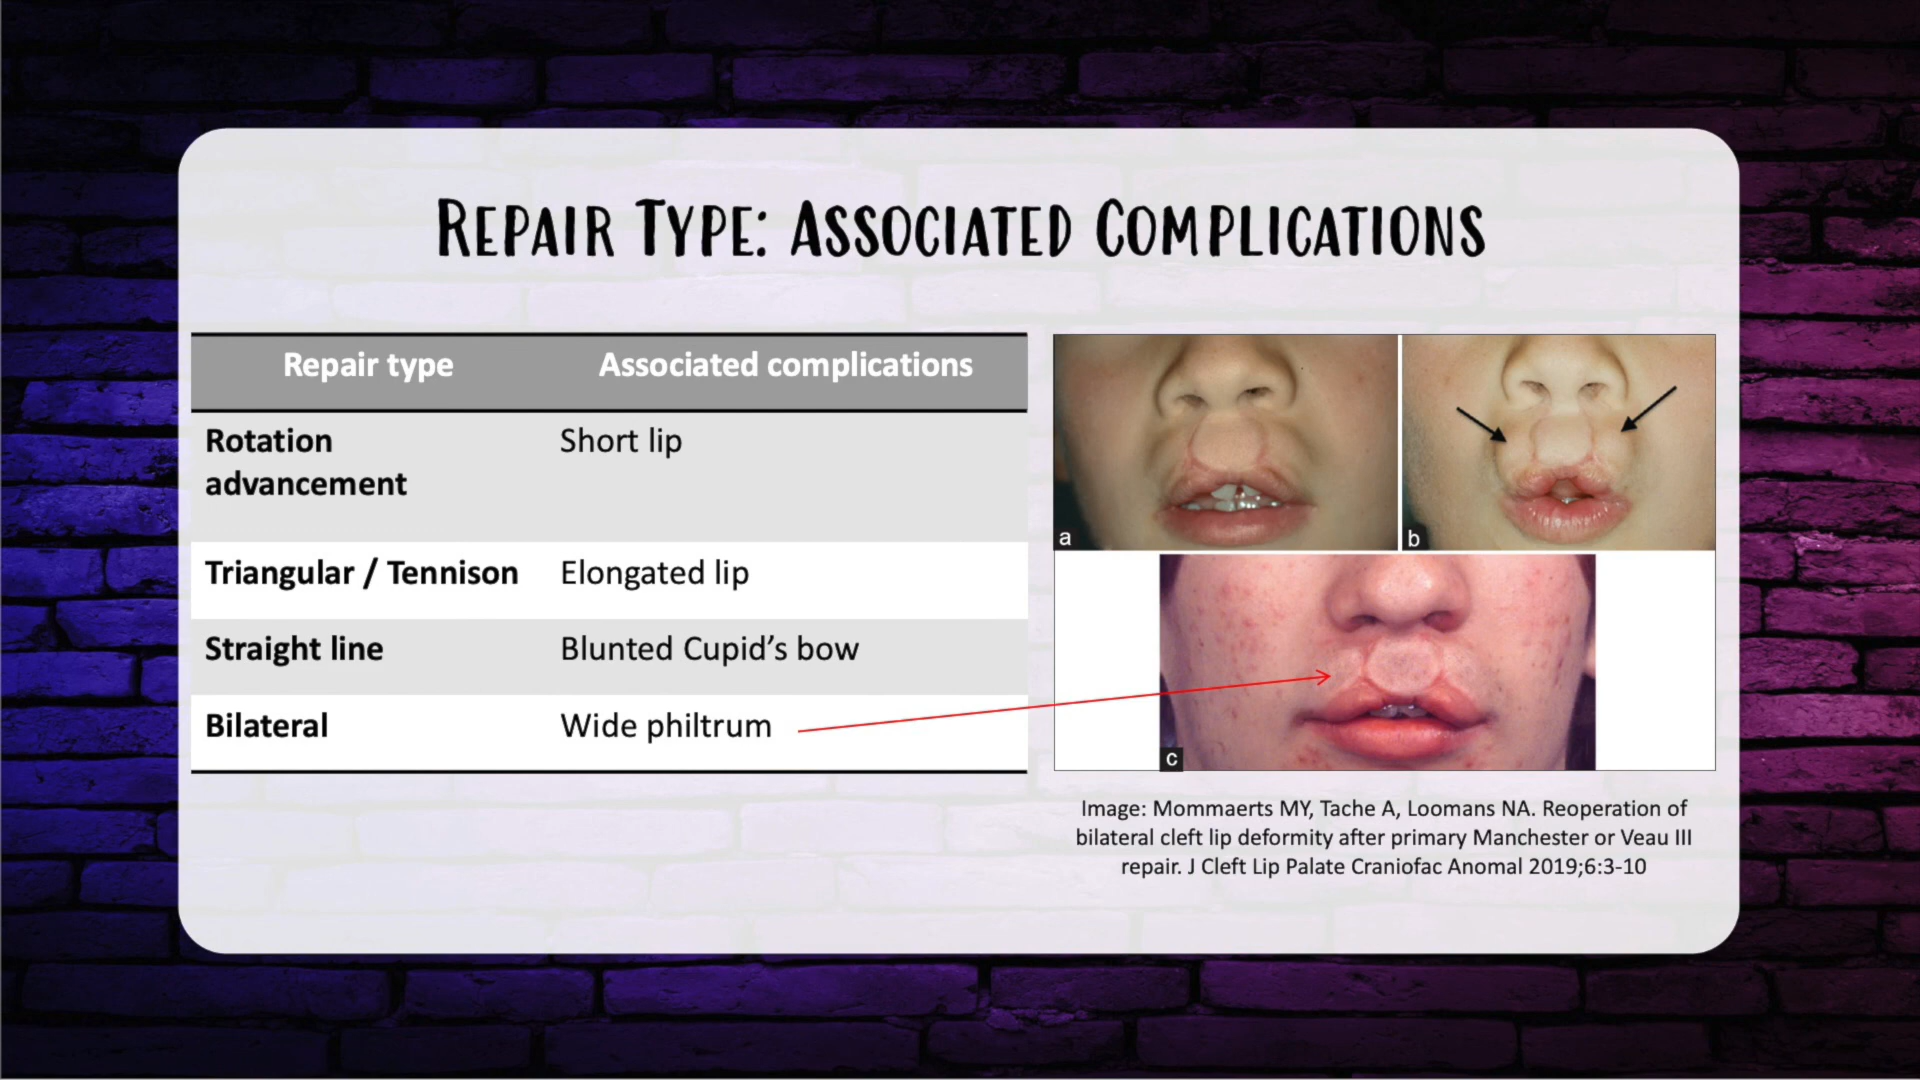 REPAIR TYPE: ASSOCIATED COMPLICATIONS
Repair type Associated complications
Rotation advancement Short lip
Triangular / Tennison Elongated lip
Straight line Blunted Cupid’s bow
Bilateral Wide philtrum
a
b
c
Image: Mommaerts MY, Tache A, Loomans NA. Reoperation of
bilateral cleft lip deformity after primary Manchester or Veau III
repair. J Cleft Lip Palate Craniofac Anomal 2019;6:3-10